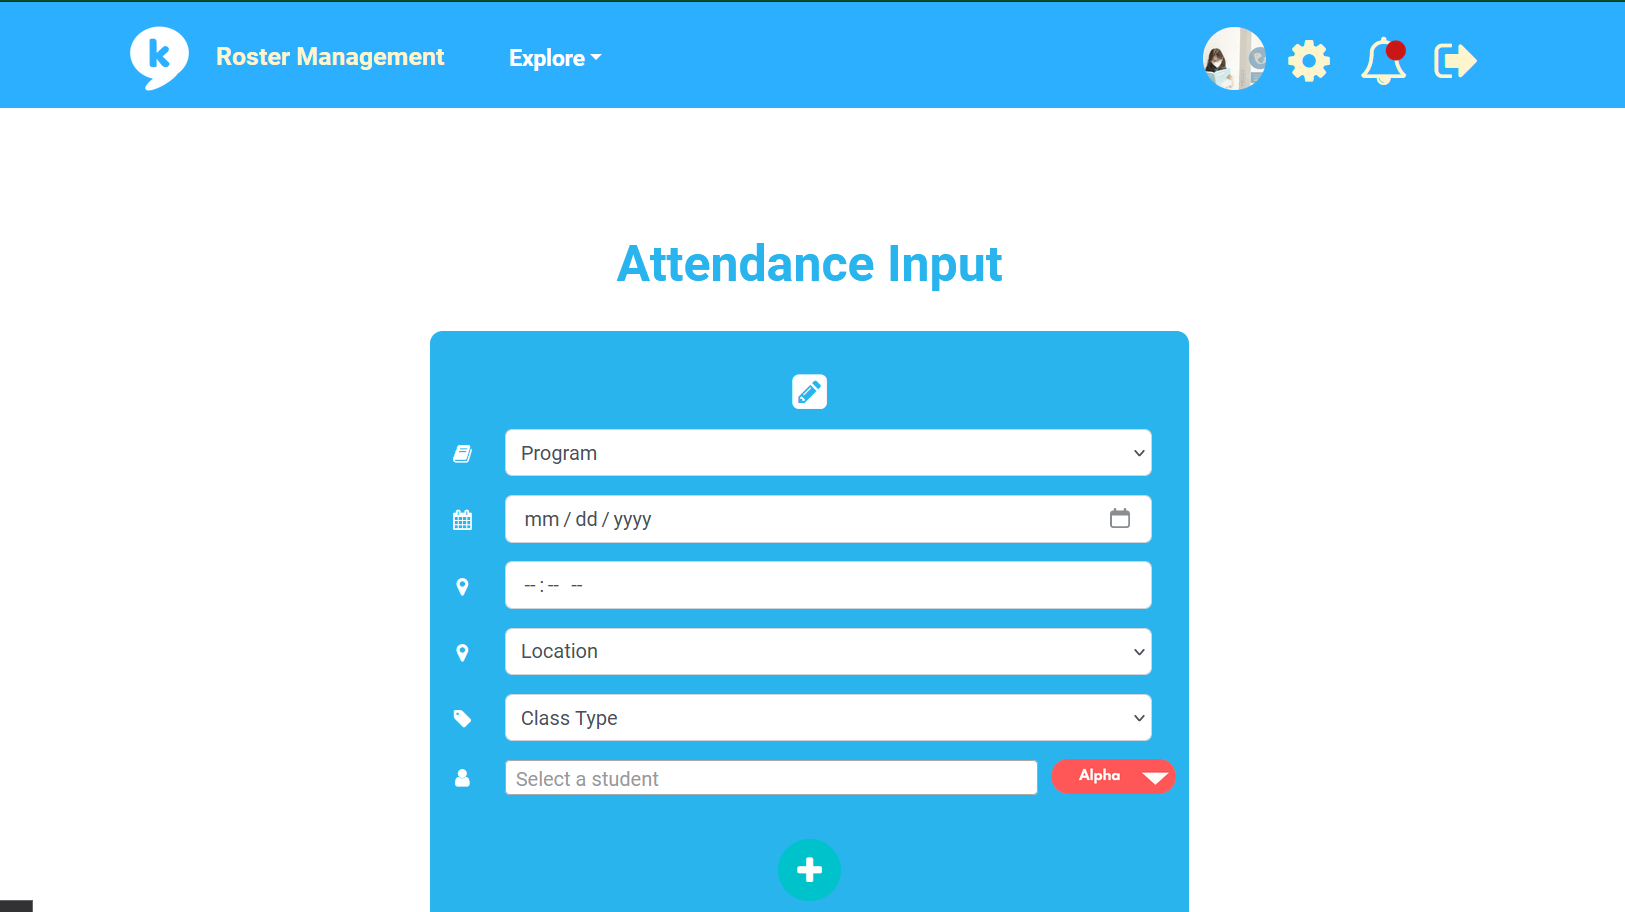 k Roster Management Explore
Attendance Input
Program
mm / dd / yyyy
-- : -- --
Location
Class Type
Select a student Alpha